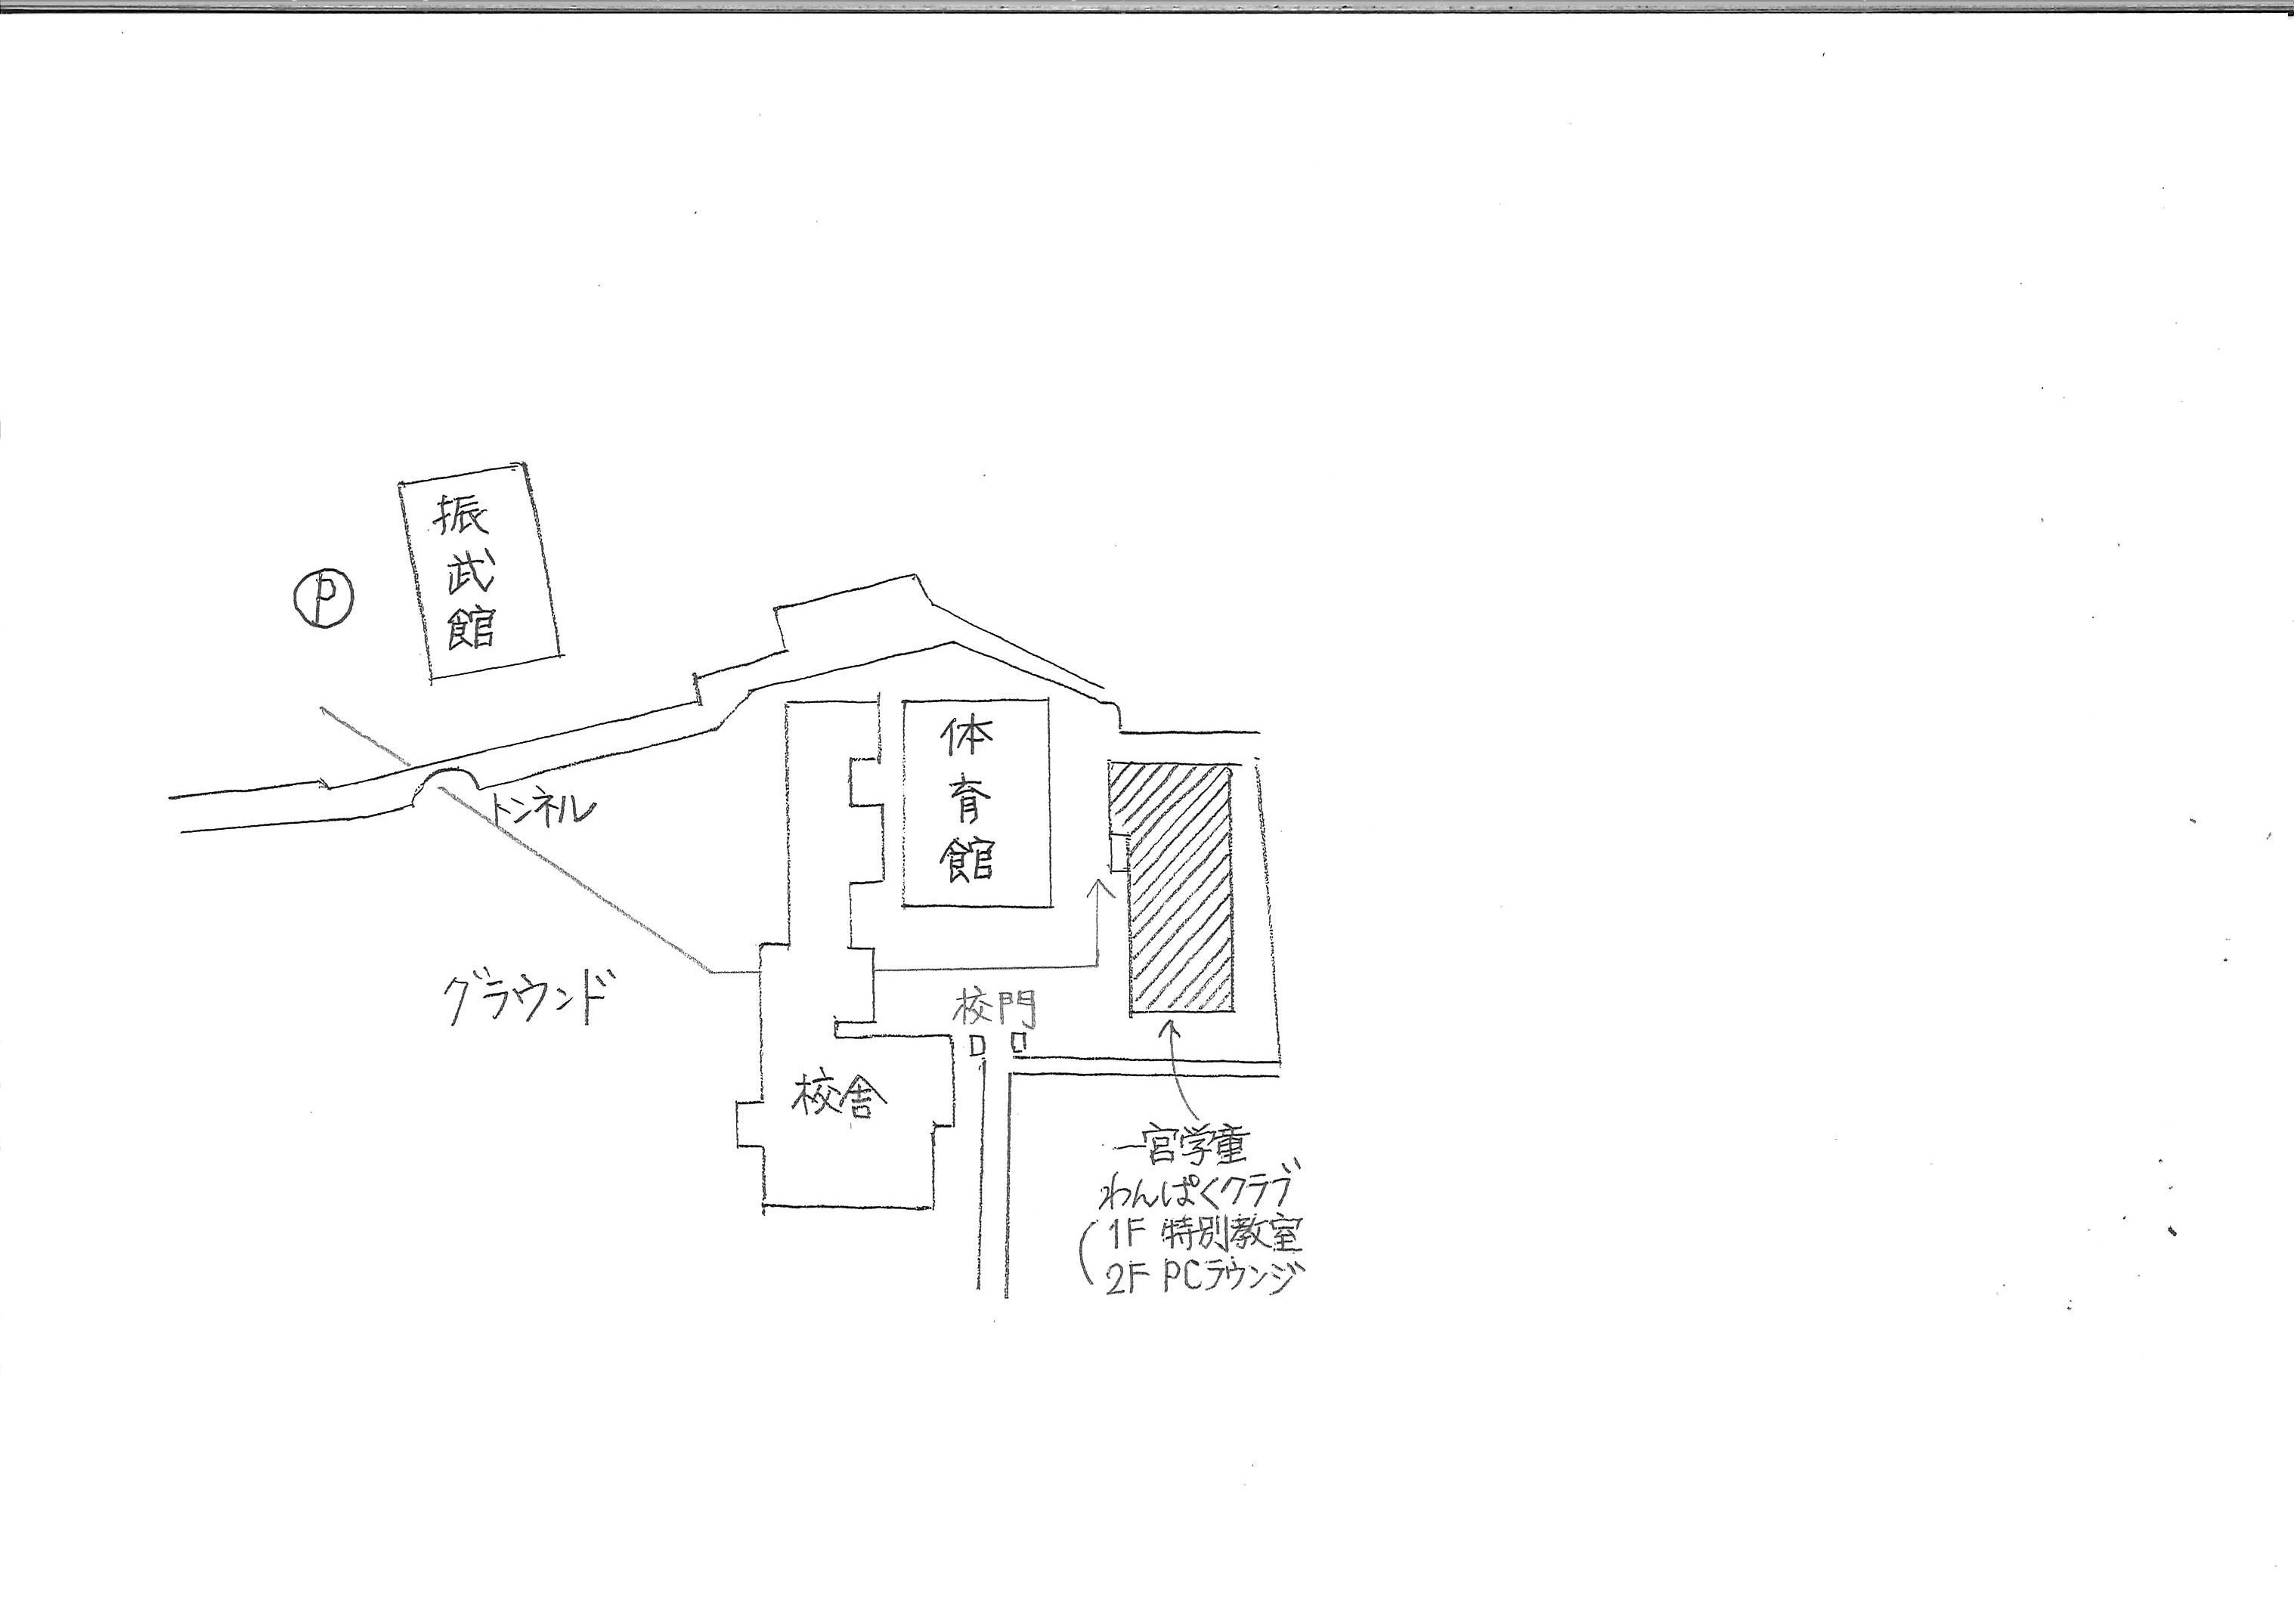 振武館
P
トンネル
体育館
グラウンド
校門
校舎
一宮学童
わんぱくクラブ
(1F 特別教室
2F PCラウンジ